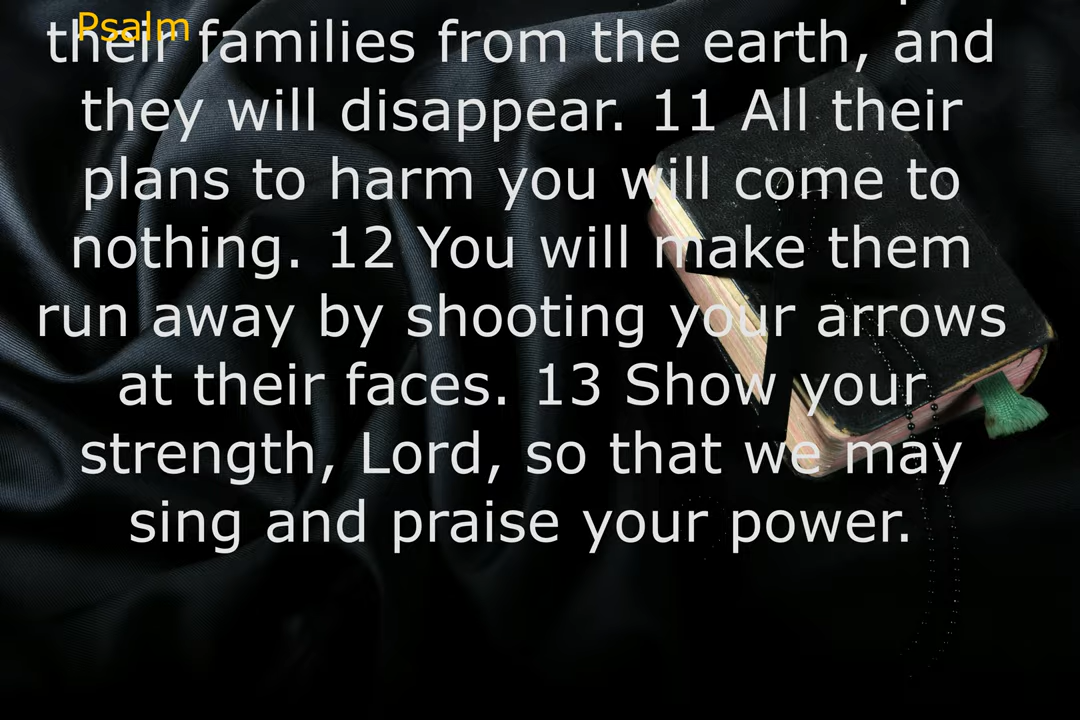 Psalm
their families from the earth, and
they will disappear. 11 All their
plans to harm you will come to
nothing. 12 You will make them
run away by shooting your arrows
at their faces. 13 Show your
strength, Lord, so that we may
sing and praise your power.